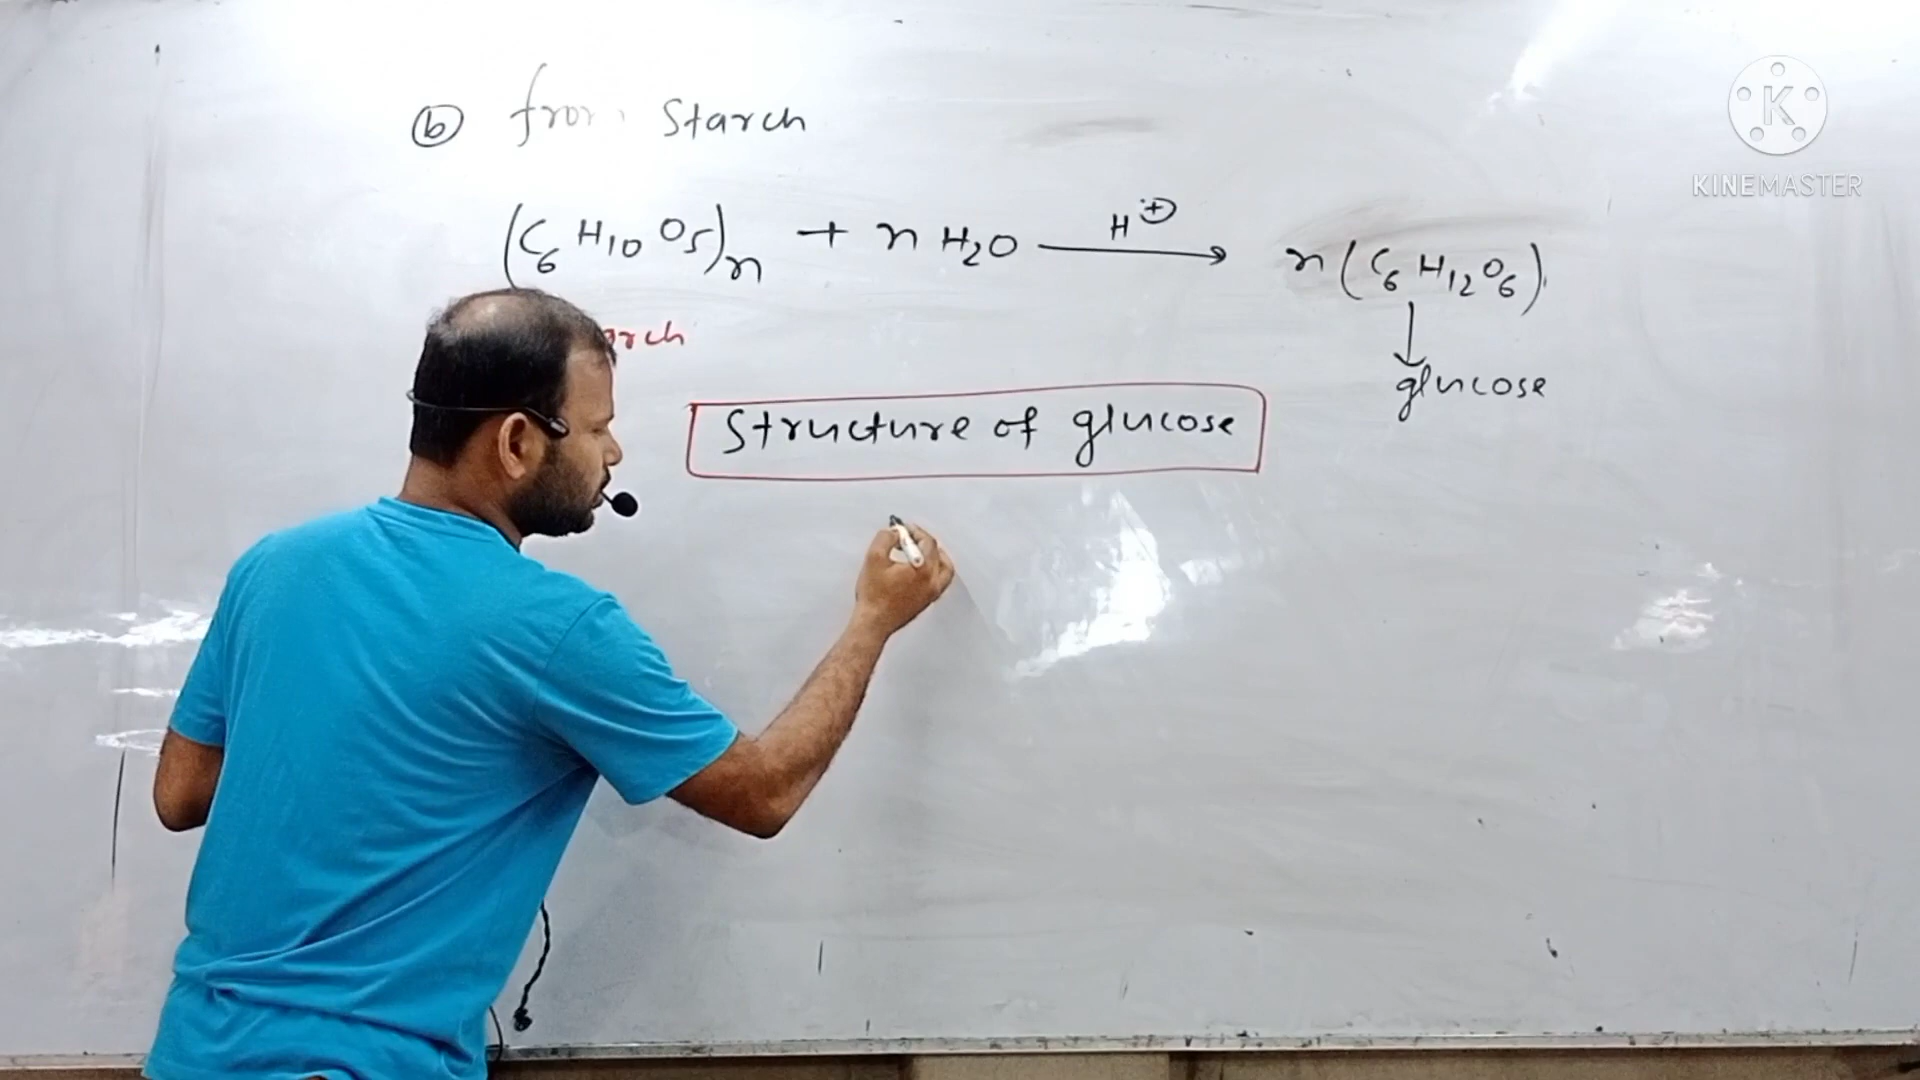 ⓑ from Starch
(C6H10O5)n + n H2O ⟶ H⊕ n(C6H12O6)
glucose
Structure of glucose
KINEMASTER